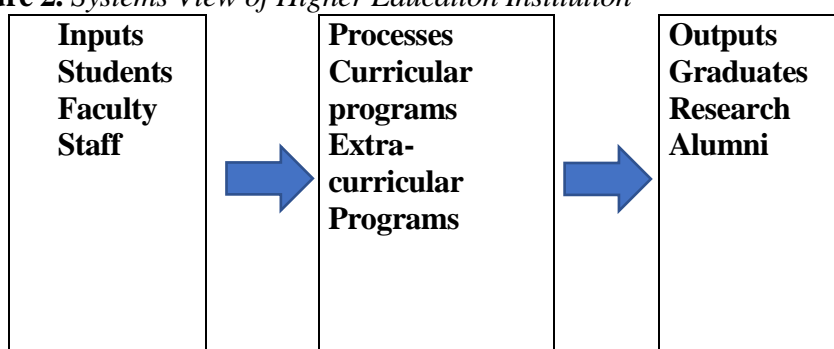 2. Systems View of Higher Education Institution
Inputs
Students
Faculty
Staff
Processes
Curricular
programs
Extra-
curricular
Programs
Outputs
Graduates
Research
Alumni